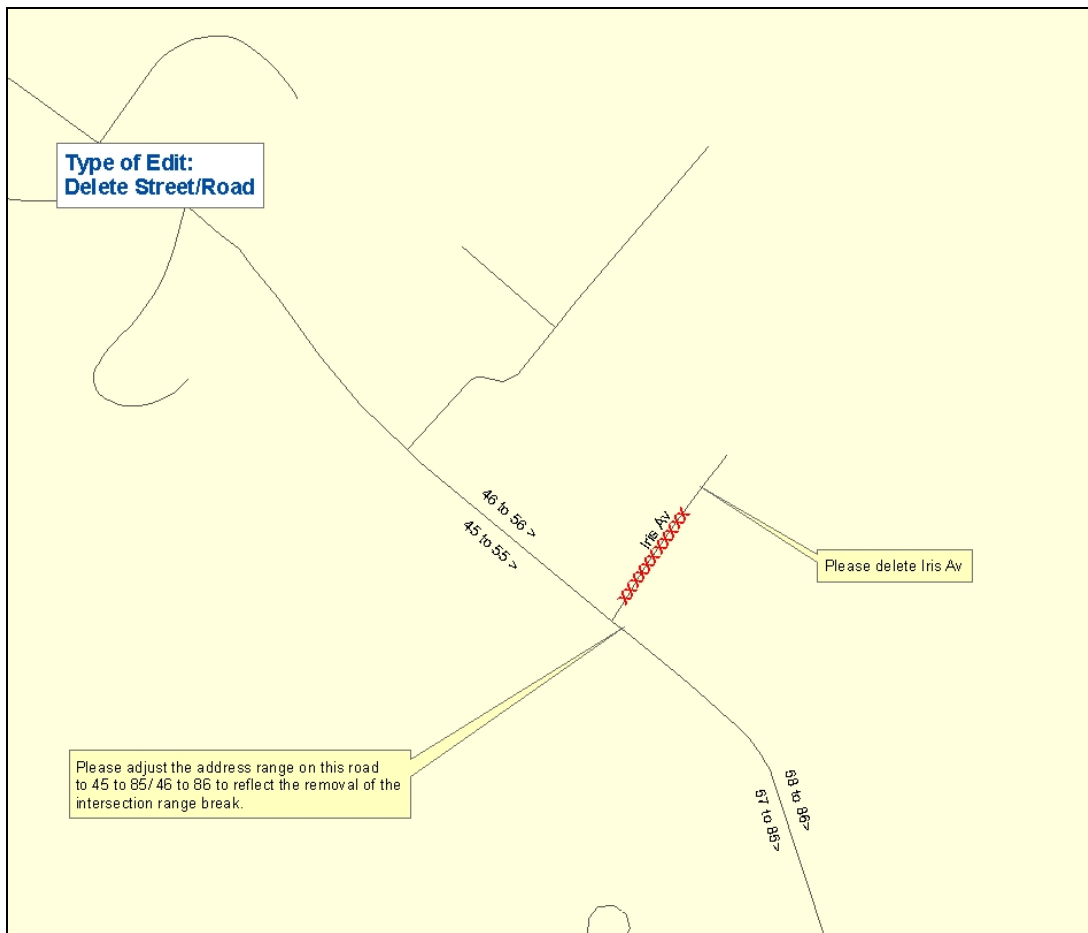 Type of Edit:
Delete Street/Road
46 to 56 >
45 to 55 >
Iris Av
XXXXXXXXXXXX
Please delete Iris Av
Please adjust the address range on this road
to 45 to 85/ 46 to 86 to reflect the removal of the
intersection range break.
68 to 86 >
67 to 85 >